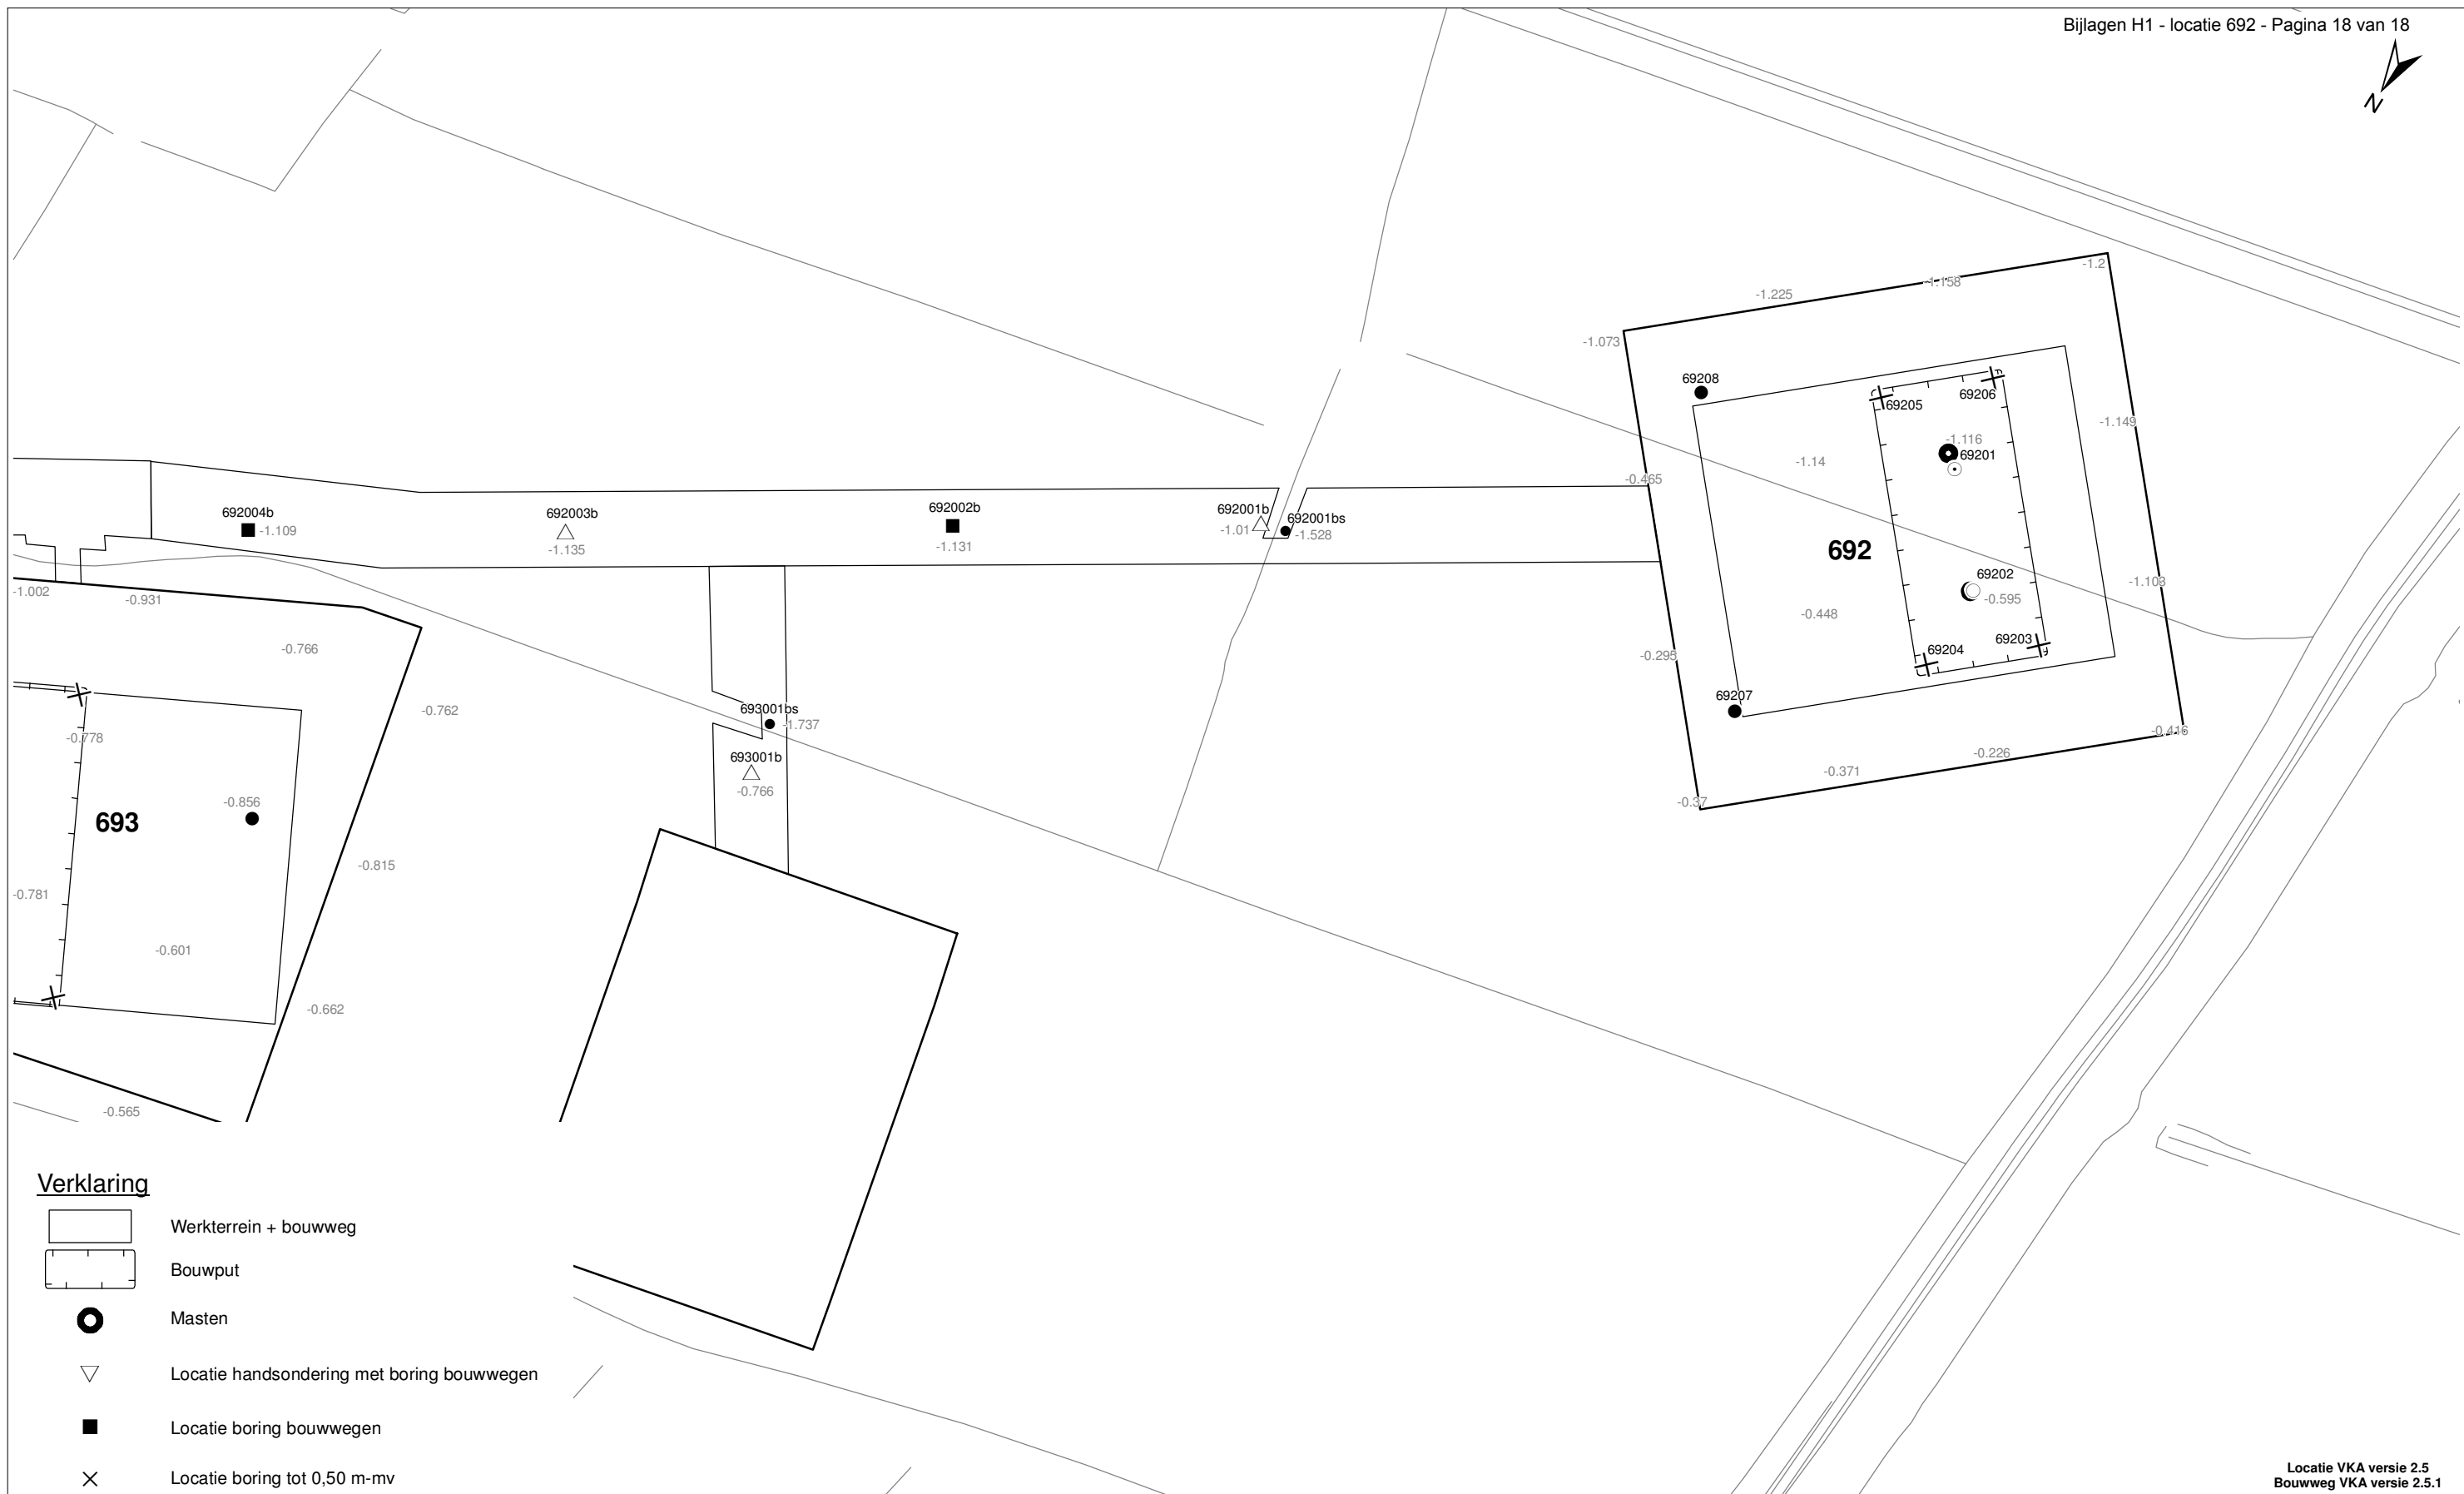 Bijlagen H1 - locatie 692 - Pagina 18 van 18
N
-1.2
-1.158
-1.225
-1.073
69208
69206
69205
-1.149
-1.116
69201
-1.14
-0.465
692004b
-1.109
692003b
-1.135
692002b
-1.131
692001b
-1.01
692001bs
-1.528
692
69202
-0.595
-1.103
-1.002
-0.931
-0.448
-0.766
69203
69204
-0.295
69207
-0.762
693001bs
-1.737
-0.416
-0.778
-0.226
693001b
-0.766
-0.371
-0.37
-0.856
693
-0.815
-0.781
-0.601
-0.662
-0.565
Verklaring
Werkterrein + bouwweg
Bouwput
Masten
Locatie handsondering met boring bouwwegen
Locatie boring bouwwegen
Locatie boring tot 0,50 m-mv
Locatie VKA versie 2.5
Bouwweg VKA versie 2.5.1